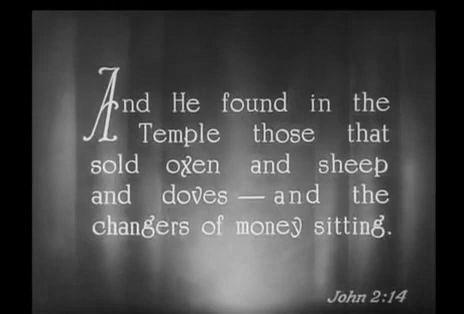 And He found in the
Temple those that
sold oxen and sheep
and doves — and the
changers of money sitting.
John 2:14